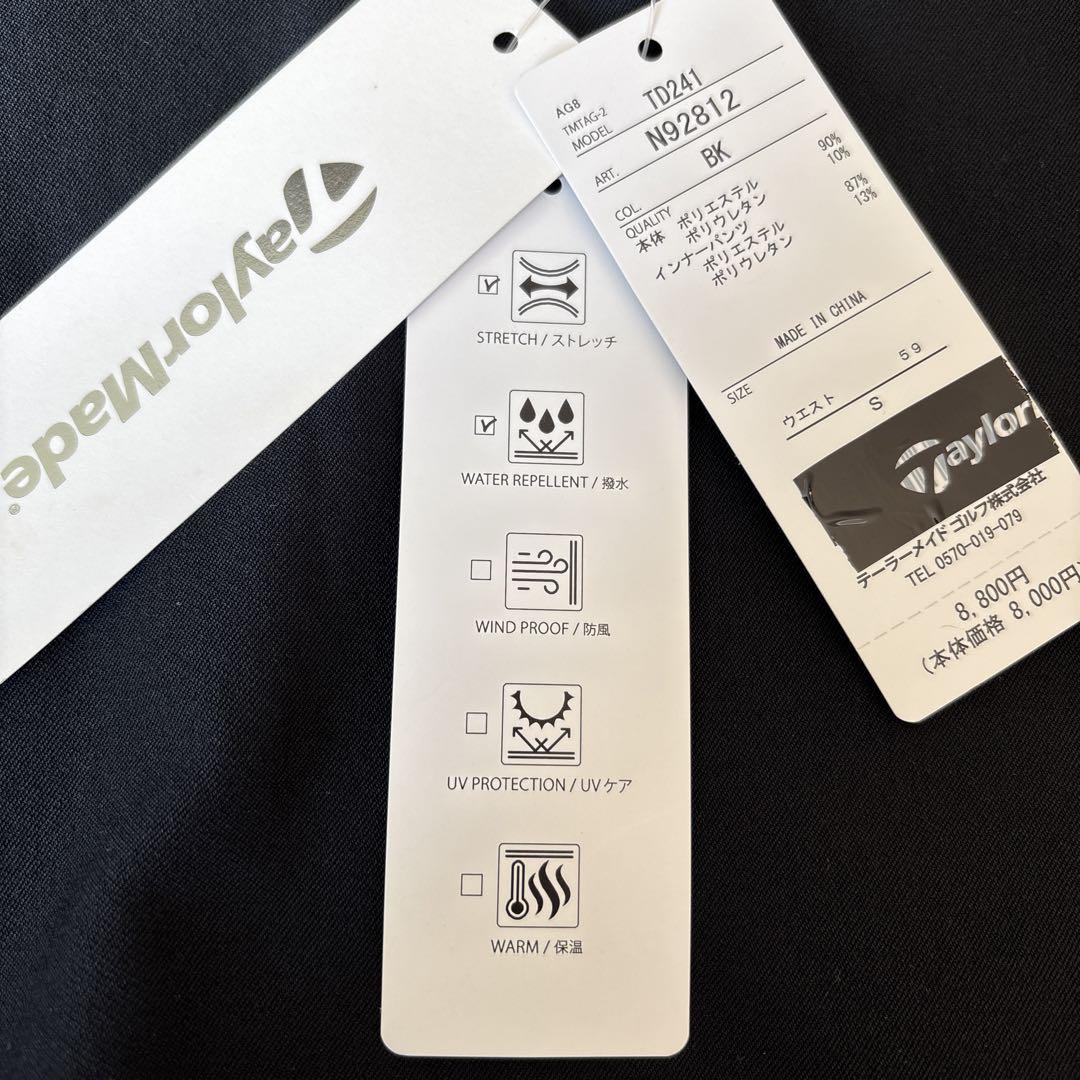 TaylorMade®
STRETCH / ストレッチ
WATER REPELLENT / 撥水
WIND PROOF / 防風
UV PROTECTION / UVケア
WARM / 保温
AG8
TMTAG-2
MODEL TD241
ART. N92812
COL. BK
QUALITY
本体 ポリエステル 90%
ポリウレタン 10%
インナーパンツ
ポリエステル 87%
ポリウレタン 13%
MADE IN CHINA
SIZE
ウエスト 59
S
Taylor
テーラーメイド ゴルフ株式会社
TEL 0570-019-079
8,800円
(本体価格 8,000円)